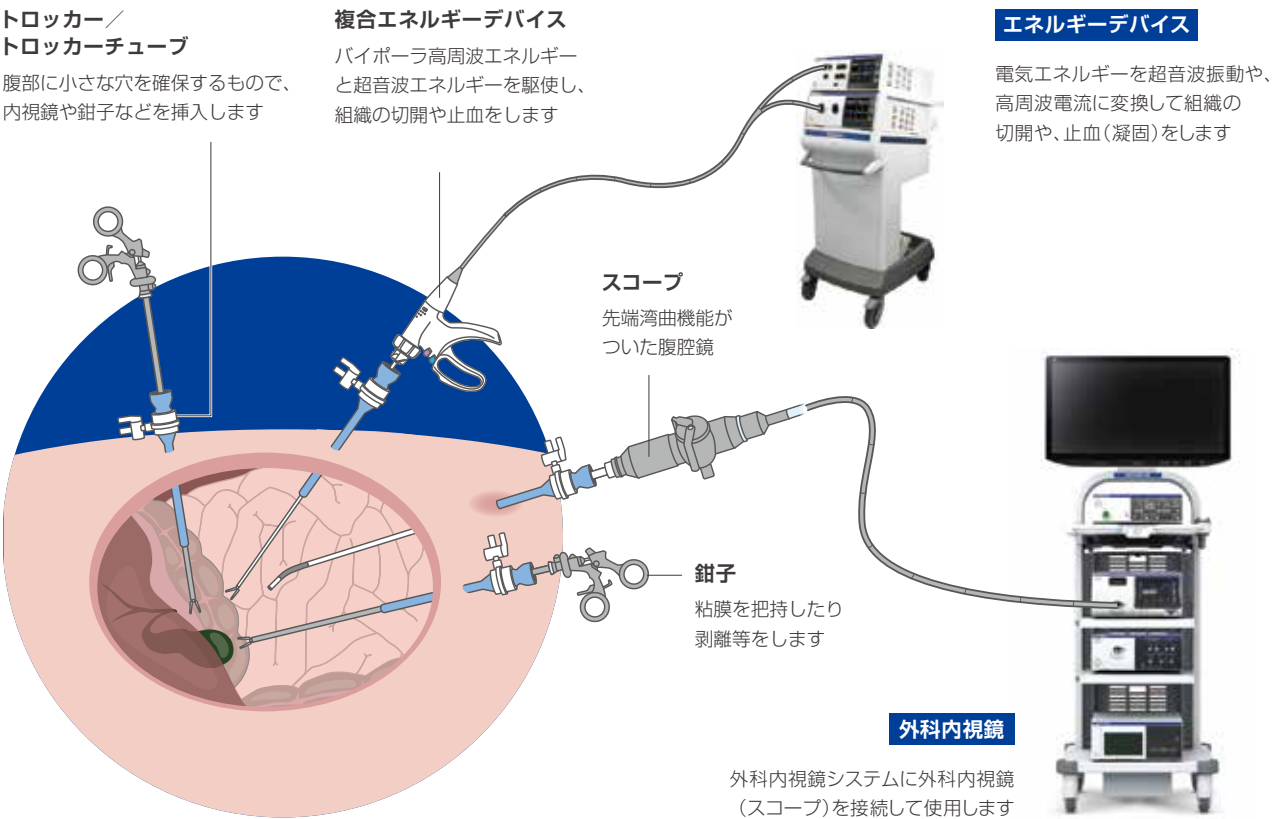 トロッカー／
トロッカーチューブ
腹部に小さな穴を確保するもので、
内視鏡や鉗子などを挿入します
複合エネルギーデバイス
バイポーラ高周波エネルギー
と超音波エネルギーを駆使し、
組織の切開や止血をします
エネルギーデバイス
電気エネルギーを超音波振動や、
高周波電流に変換して組織の
切開や、止血（凝固）をします
スコープ
先端湾曲機能が
ついた腹腔鏡
鉗子
粘膜を把持したり
剥離等をします
外科内視鏡
外科内視鏡システムに外科内視鏡
（スコープ）を接続して使用します